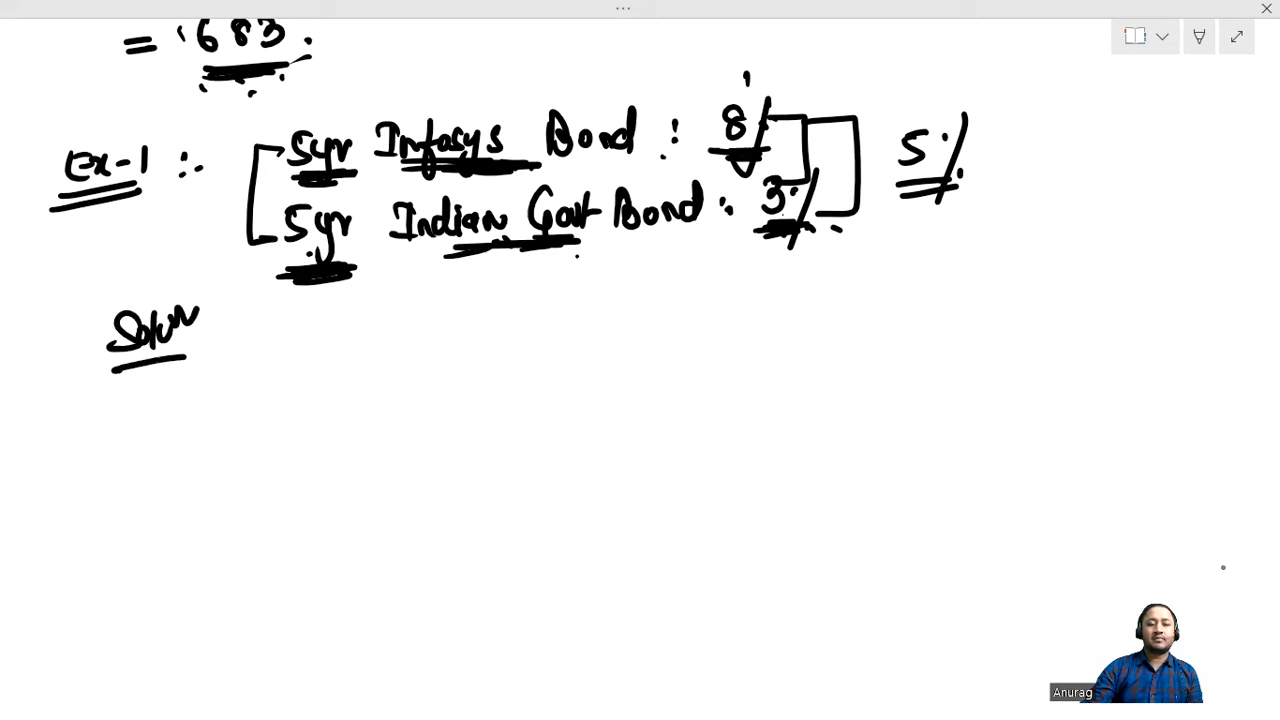 = 683.
Ex-1 :- 5yr Infosys Bond : 8%
5yr Indian Govt Bond : 3%
5%
Soln
Anurag